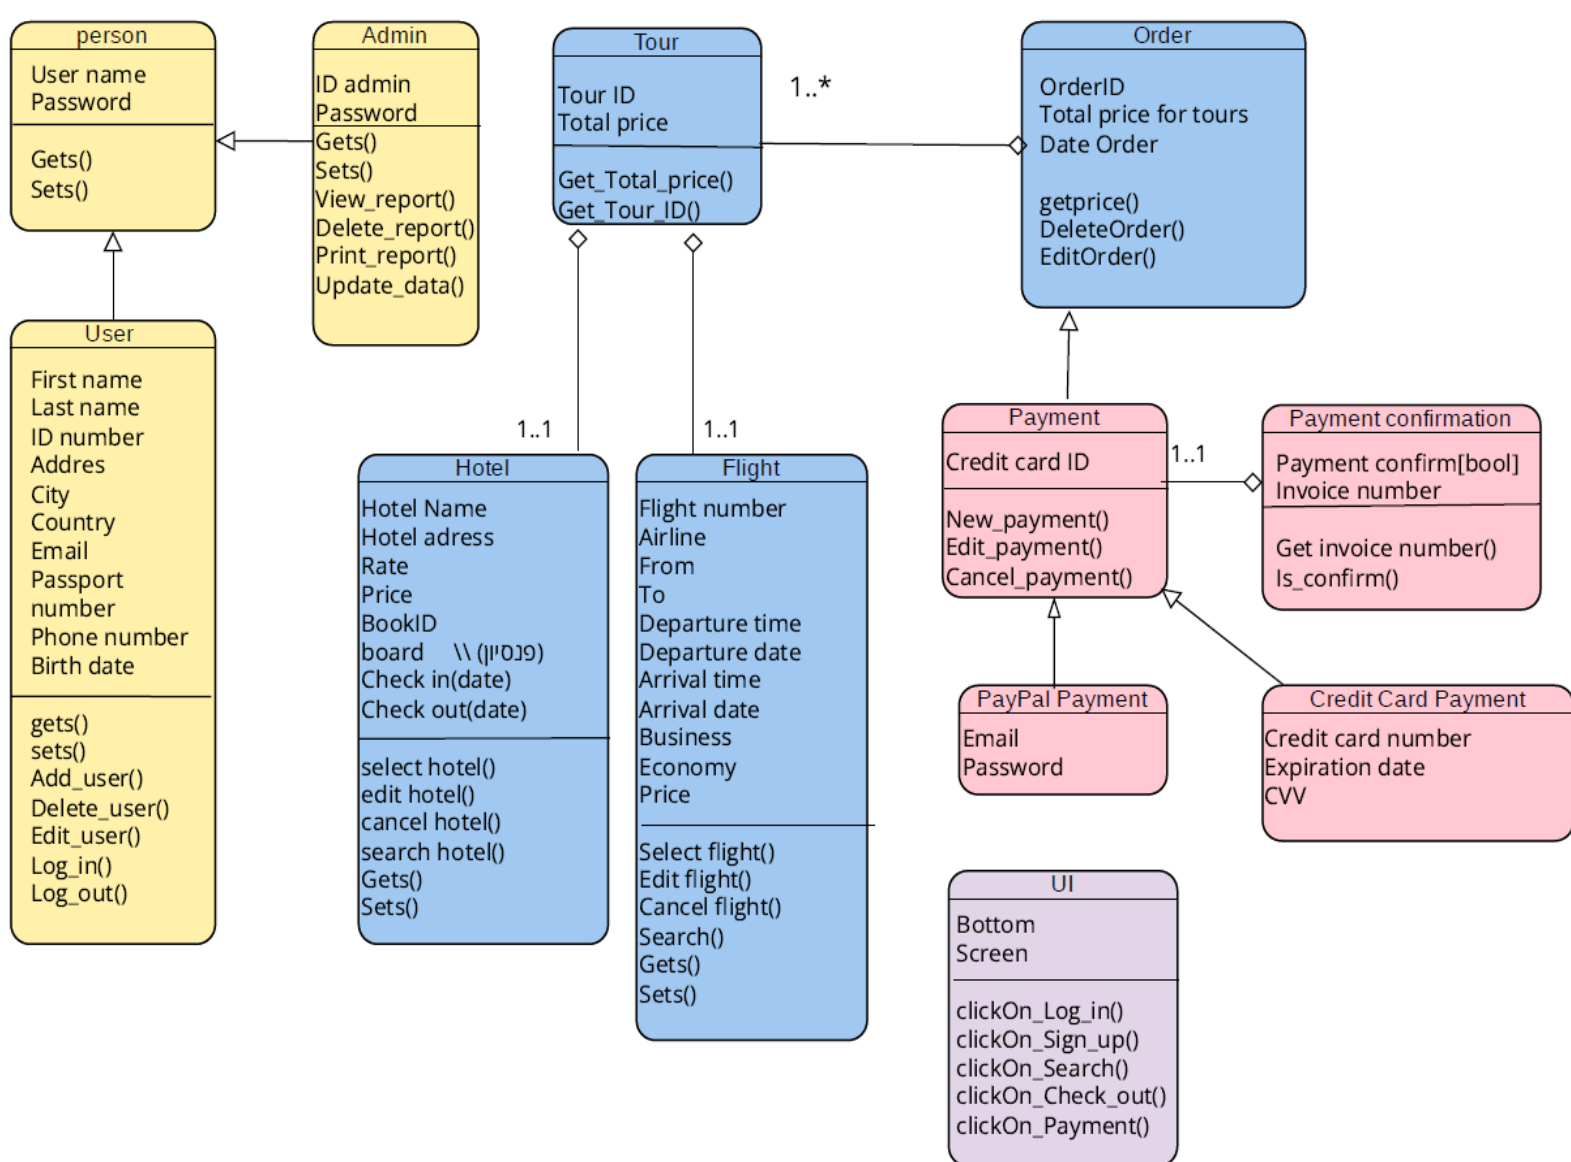 person
User name
Password
Gets()
Sets()
Admin
ID admin
Password
Gets()
Sets()
View_report()
Delete_report()
Print_report()
Update_data()
Tour
Tour ID
Total price
Get_Total_price()
Get_Tour_ID()
1..*
Order
OrderID
Total price for tours
Date Order
getprice()
DeleteOrder()
EditOrder()
User
First name
Last name
ID number
Addres
City
Country
Email
Passport
number
Phone number
Birth date
gets()
sets()
Add_user()
Delete_user()
Edit_user()
Log_in()
Log_out()
1..1
Hotel
Hotel Name
Hotel adress
Rate
Price
BookID
board \\ (פנסיון)
Check in(date)
Check out(date)
select hotel()
edit hotel()
cancel hotel()
search hotel()
Gets()
Sets()
1..1
Flight
Flight number
Airline
From
To
Departure time
Departure date
Arrival time
Arrival date
Business
Economy
Price
Select flight()
Edit flight()
Cancel flight()
Search()
Gets()
Sets()
Payment
Credit card ID
New_payment()
Edit_payment()
Cancel_payment()
1..1
Payment confirmation
Payment confirm[bool]
Invoice number
Get invoice number()
Is_confirm()
PayPal Payment
Email
Password
Credit Card Payment
Credit card number
Expiration date
CVV
UI
Bottom
Screen
clickOn_Log_in()
clickOn_Sign_up()
clickOn_Search()
clickOn_Check_out()
clickOn_Payment()